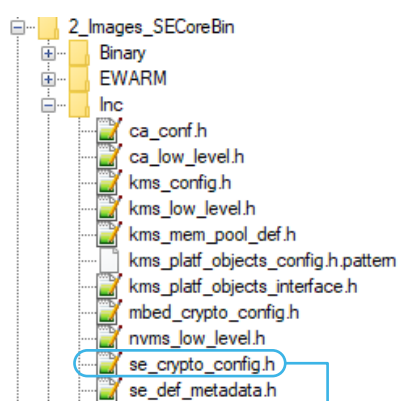 2_Images_SECoreBin
Binary
EWARM
Inc
ca_conf.h
ca_low_level.h
kms_config.h
kms_low_level.h
kms_mem_pool_def.h
kms_platf_objects_config.h.pattern
kms_platf_objects_interface.h
mbed_crypto_config.h
nvms_low_level.h
se_crypto_config.h
se_def_metadata.h